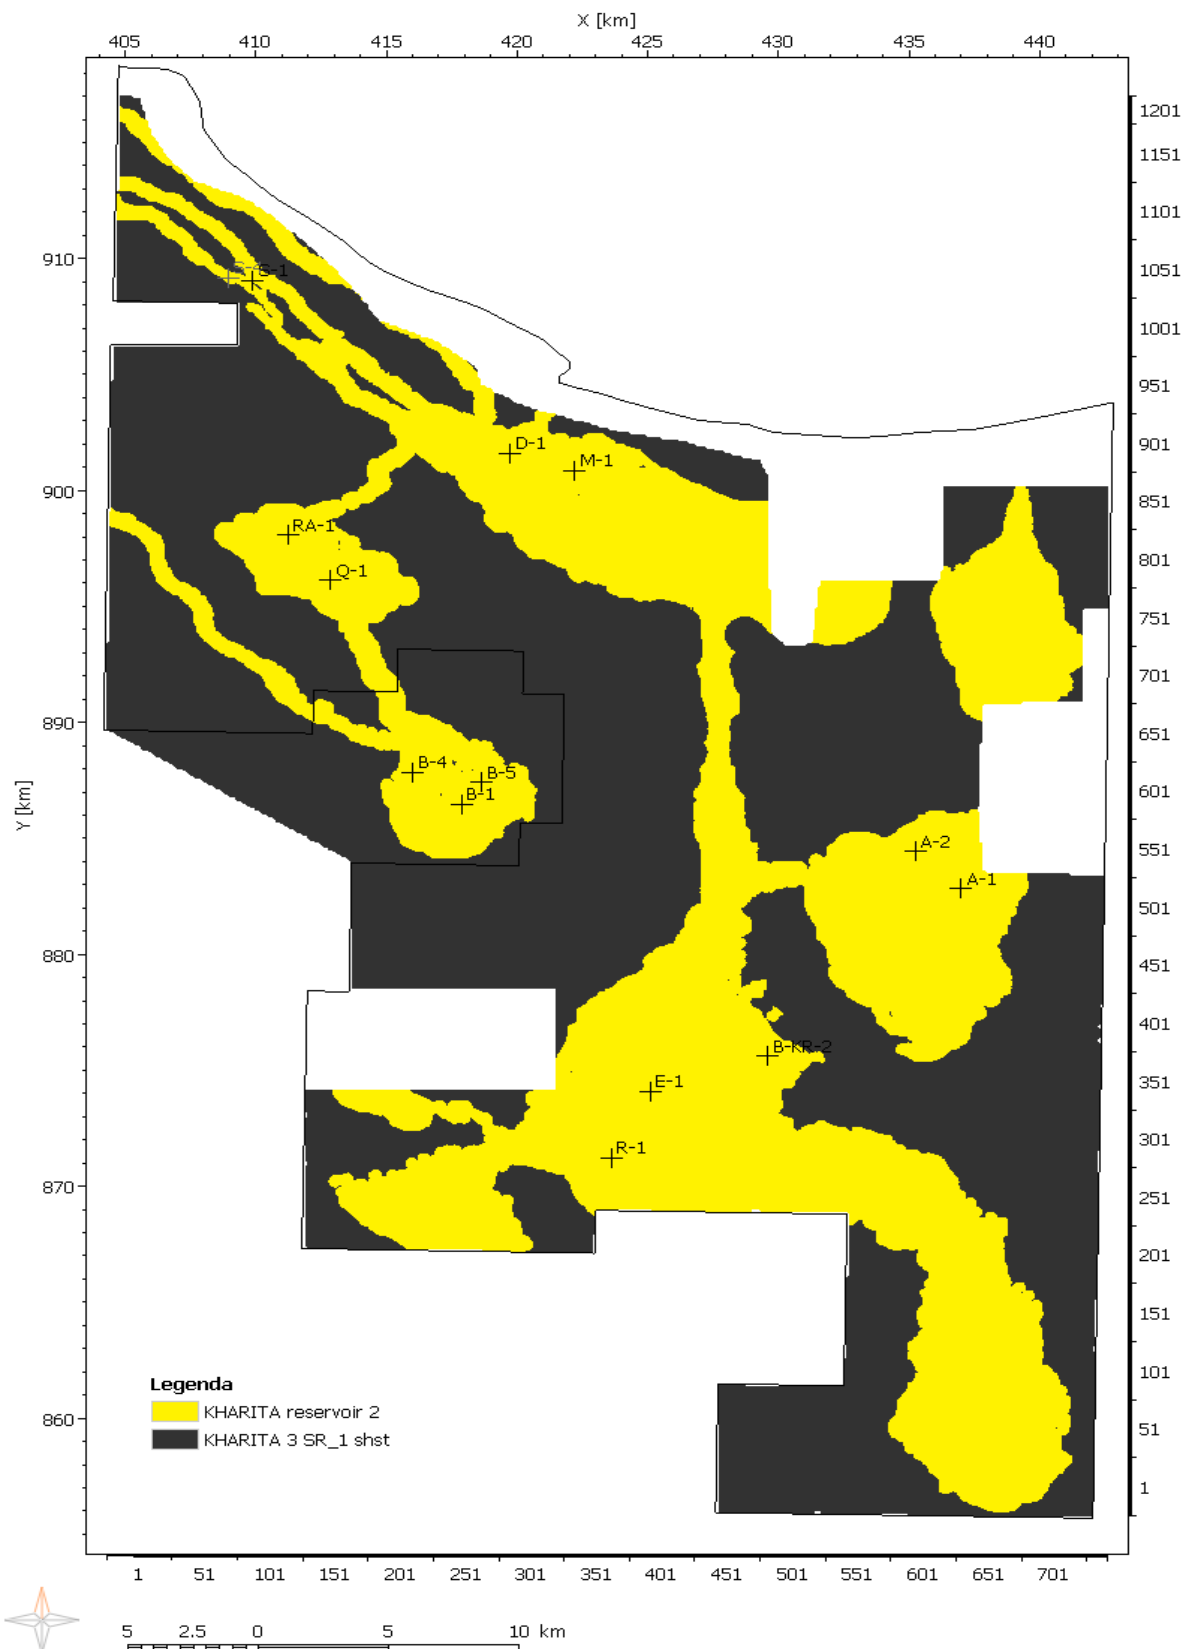 X [km]
405 410 415 420 425 430 435 440
1201
1151
1101
910
1051
G-1
1001
951
D-1
901
M-1
900
851
RA-1
801
Q-1
751
701
890
651
B-4
B-5
Y [km]
601
B-1
A-2
551
A-1
501
880
451
401
B-KR-2
351
E-1
301
R-1
870
251
201
151
Legenda
101
KHARITA reservoir 2
860
51
KHARITA 3 SR_1 shst
1
1 51 101 151 201 251 301 351 401 451 501 551 601 651 701
5 2.5 0 5 10 km